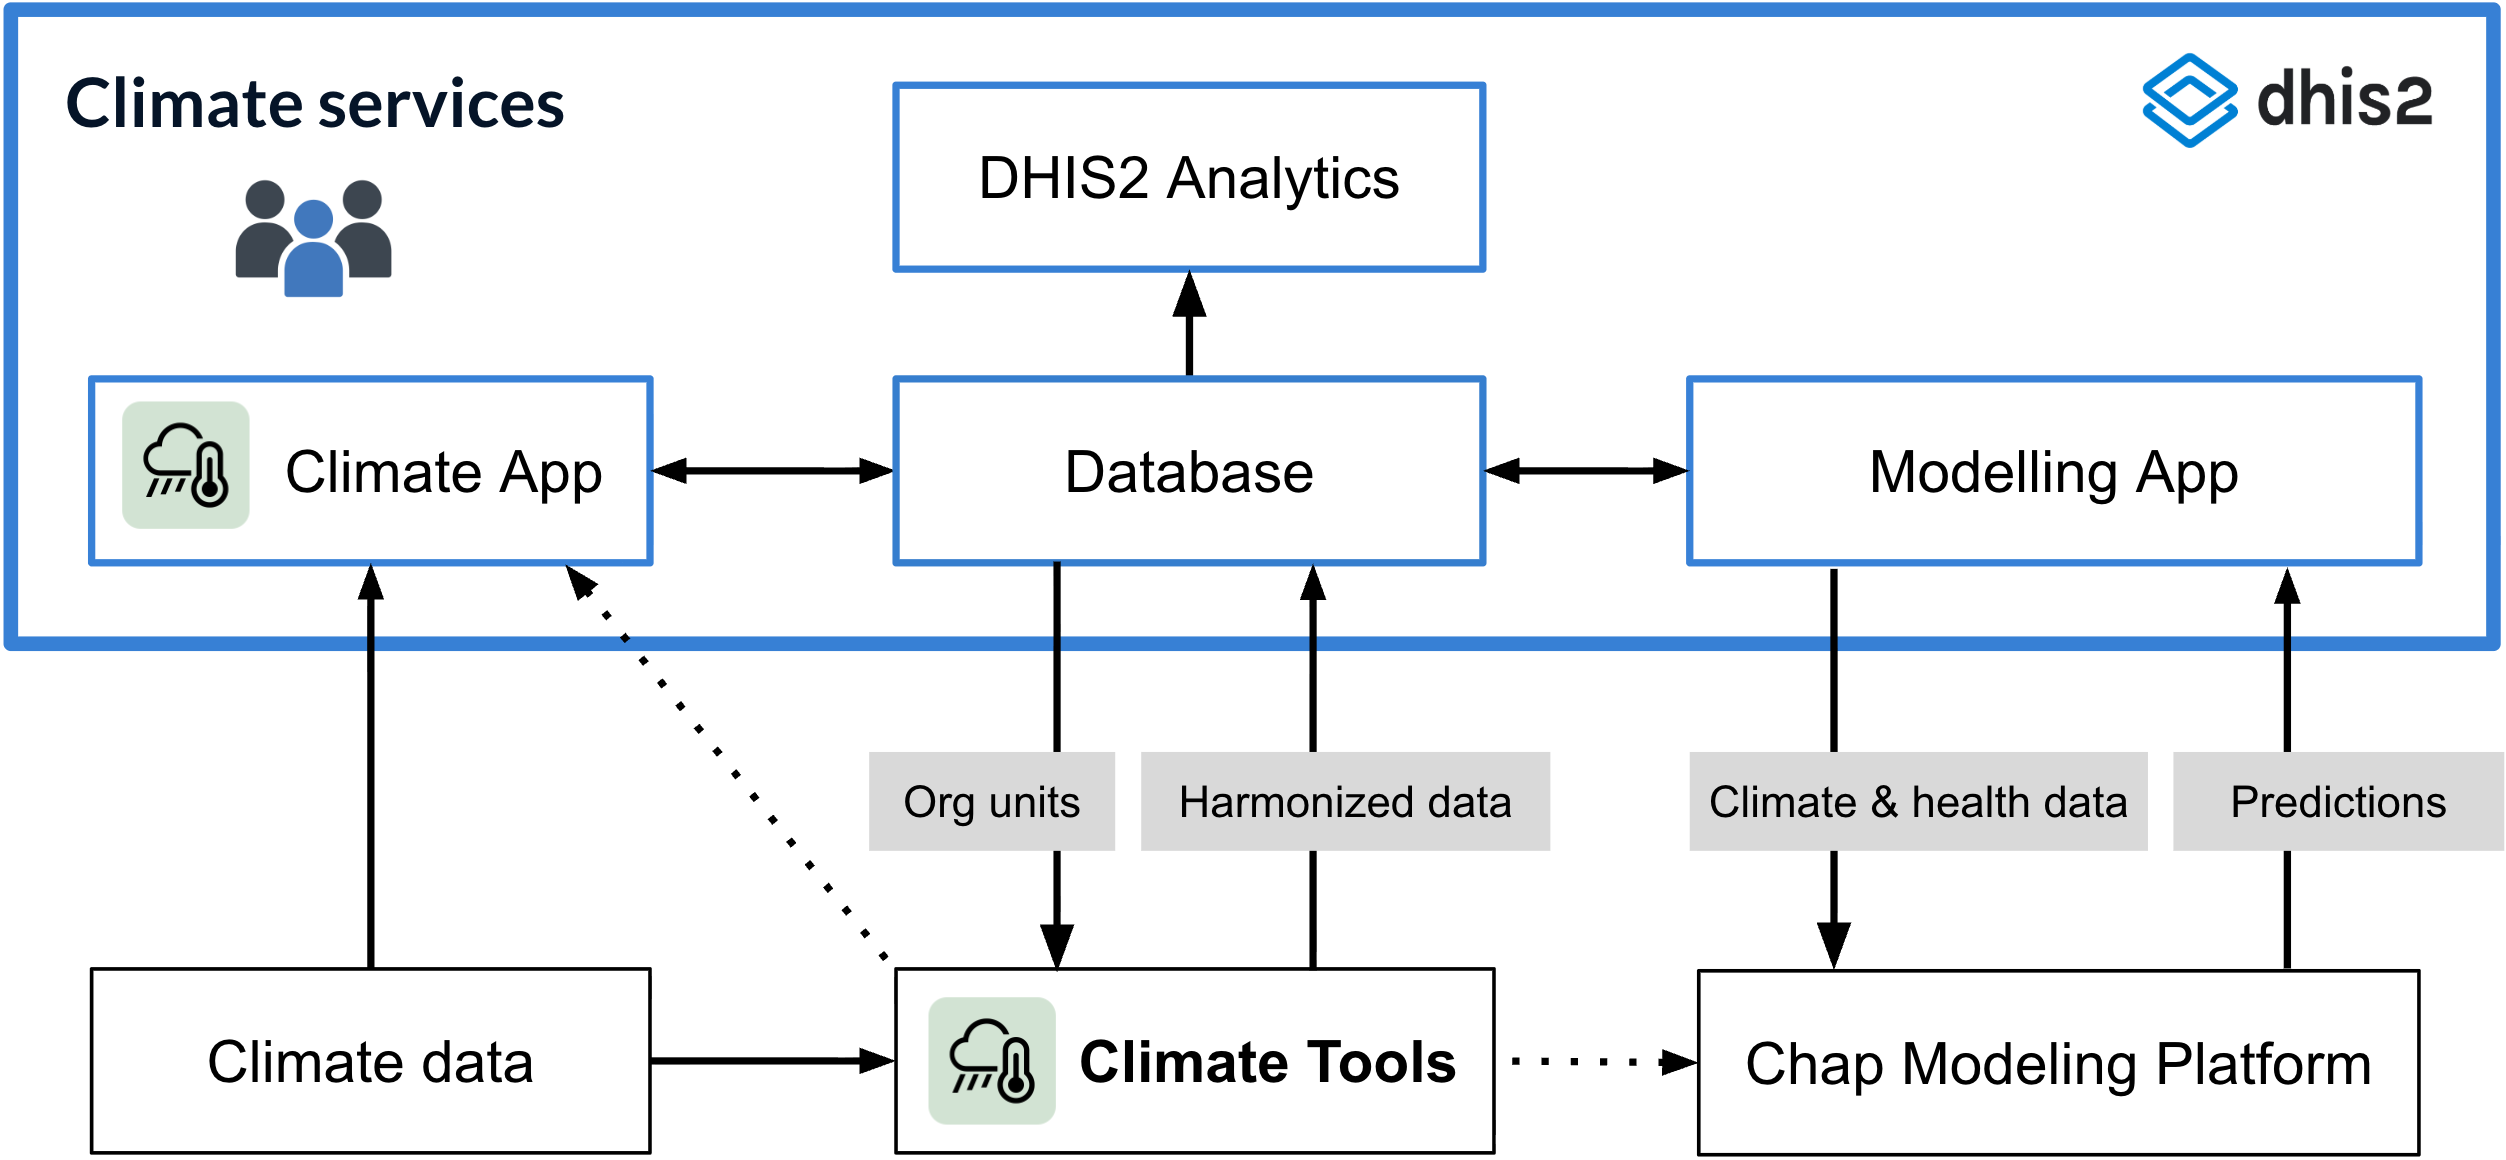 Climate services
dhis2
DHIS2 Analytics
Climate App
Database
Modelling App
Org units
Harmonized data
Climate & health data
Predictions
Climate data
Climate Tools
Chap Modeling Platform